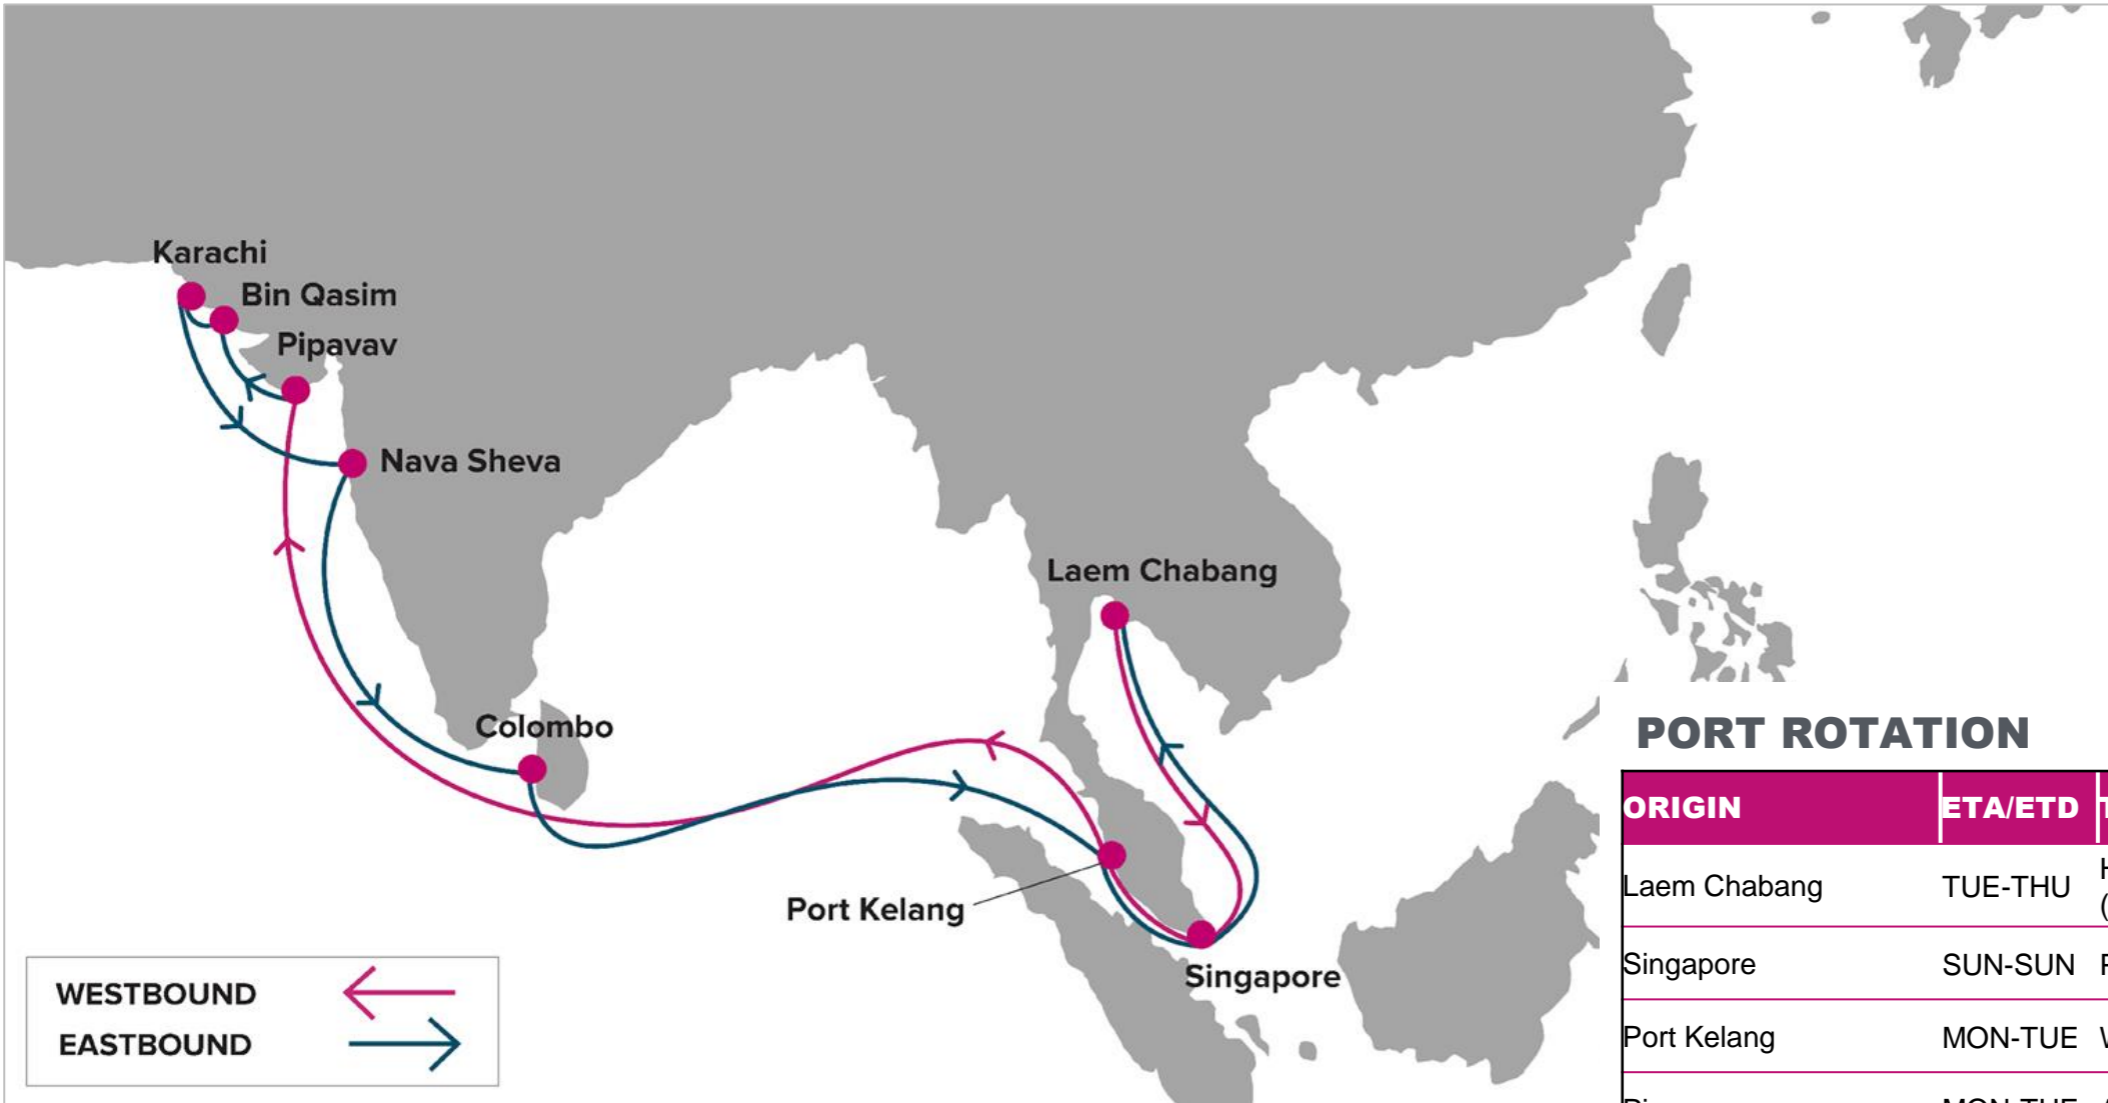 Karachi
Bin Qasim
Pipavav
Nava Sheva
Colombo
Laem Chabang
Port Kelang
Singapore
WESTBOUND
EASTBOUND
PORT ROTATION
ORIGIN ETA/ETD
Laem Chabang TUE-THU
Singapore SUN-SUN
Port Kelang MON-TUE